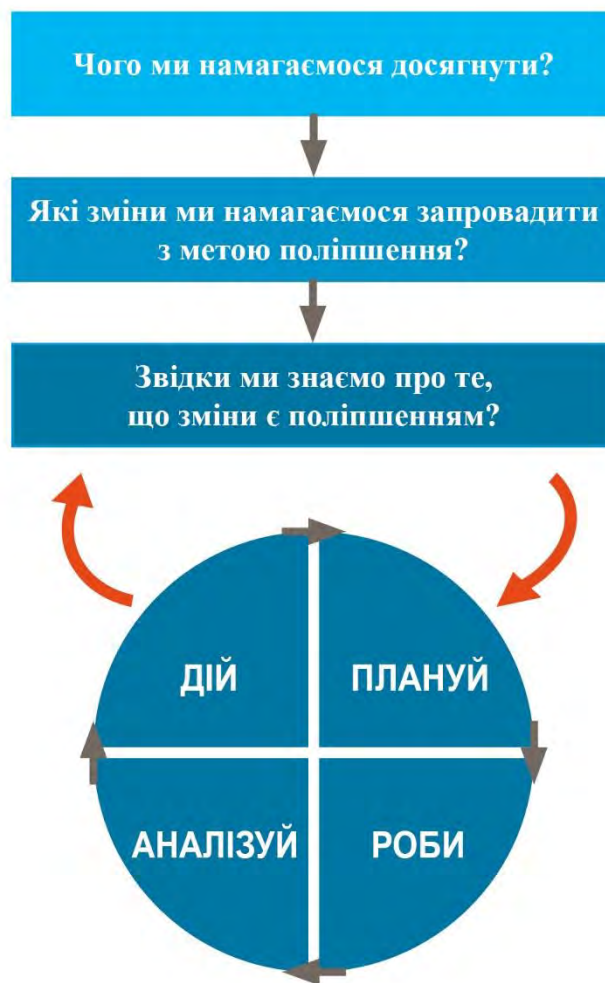 Чого ми намагаємося досягнути?
Які зміни ми намагаємося запровадити
з метою поліпшення?
Звідки ми знаємо про те,
що зміни є поліпшенням?
ДІЙ
ПЛАНУЙ
АНАЛІЗУЙ
РОБИ